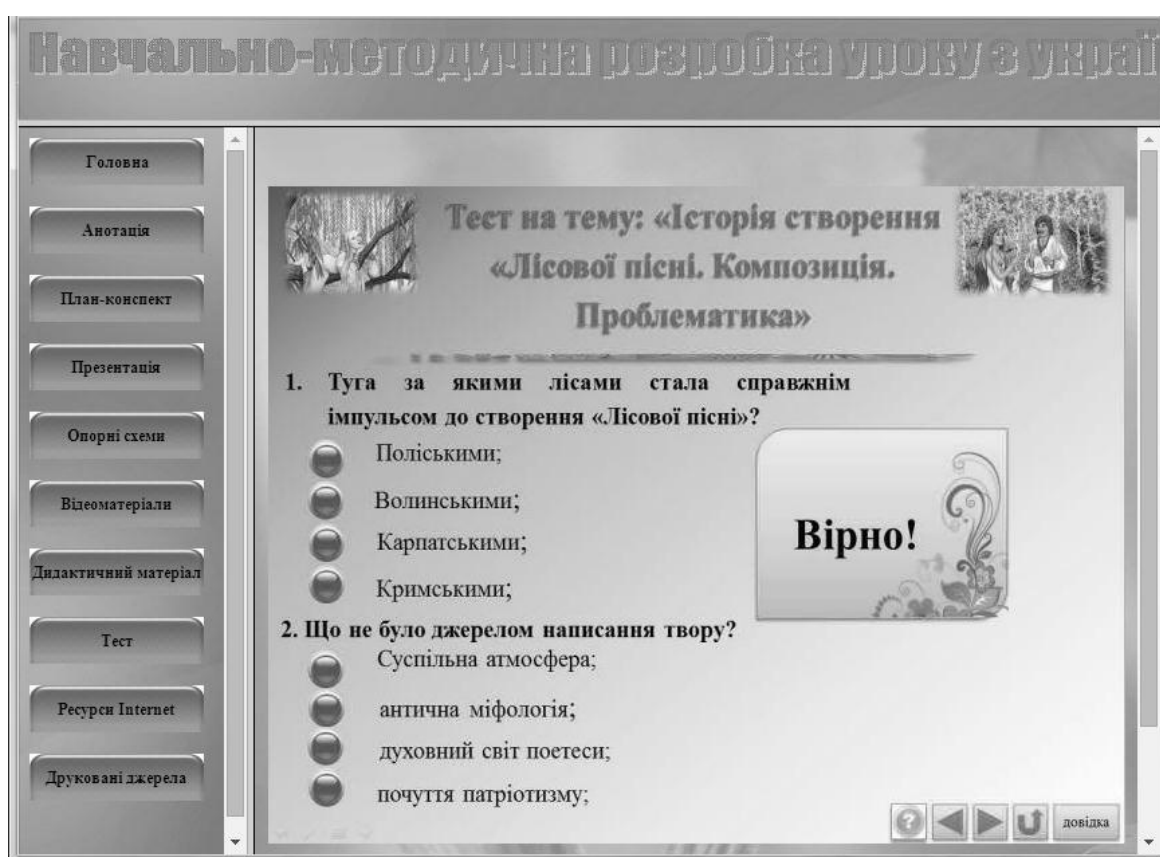 Навчально-методична розробка уроку з украї
Головна
Анотація
План-конспект
Презентація
Опорні схеми
Відеоматеріали
Дидактичний матеріал
Тест
Ресурси Internet
Друковані джерела
Тест на тему: «Історія створення
«Лісової пісні. Композиція.
Проблематика»
1. Туга за якими лісами стала справжнім
імпульсом до створення «Лісової пісні»?
Поліськими;
Волинськими;
Карпатськими;
Кримськими;
Вірно!
2. Що не було джерелом написання твору?
Суспільна атмосфера;
антична міфологія;
духовний світ поетеси;
почуття патріотизму;
довідка